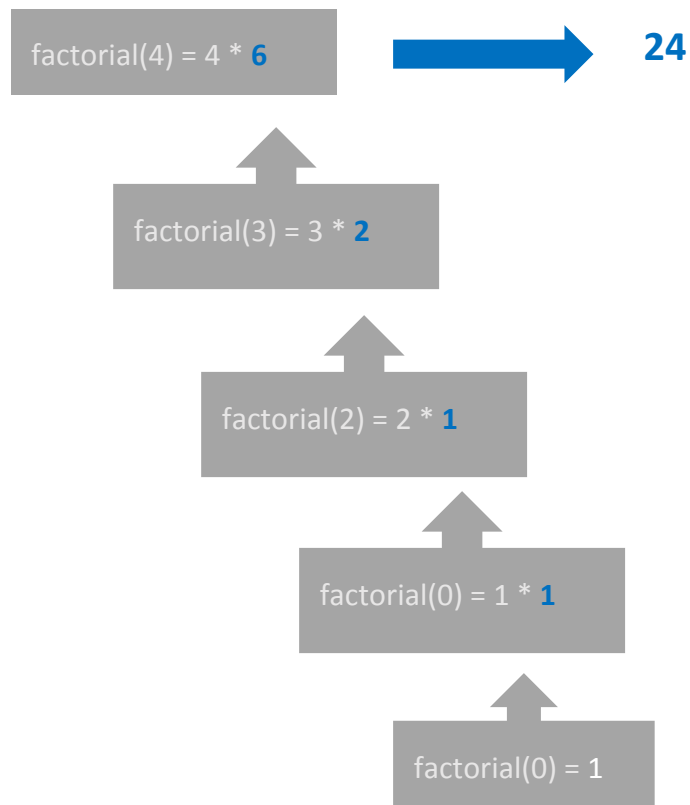 factorial(4) = 4 * 6
24
factorial(3) = 3 * 2
factorial(2) = 2 * 1
factorial(0) = 1 * 1
factorial(0) = 1